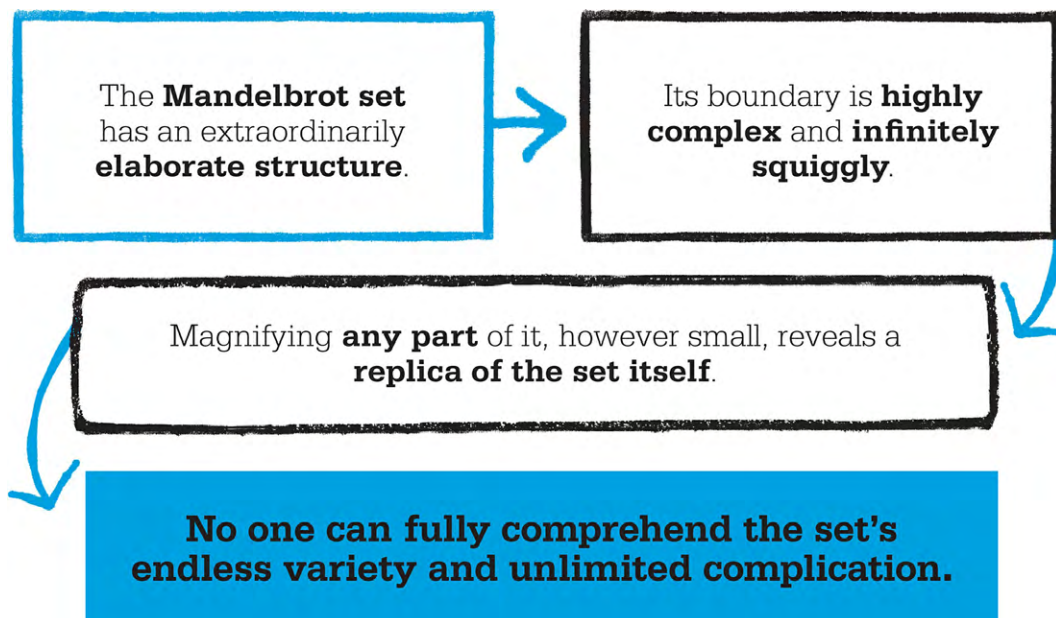 The Mandelbrot set
has an extraordinarily
elaborate structure.
Its boundary is highly
complex and infinitely
squiggly.
Magnifying any part of it, however small, reveals a
replica of the set itself.
No one can fully comprehend the set’s
endless variety and unlimited complication.